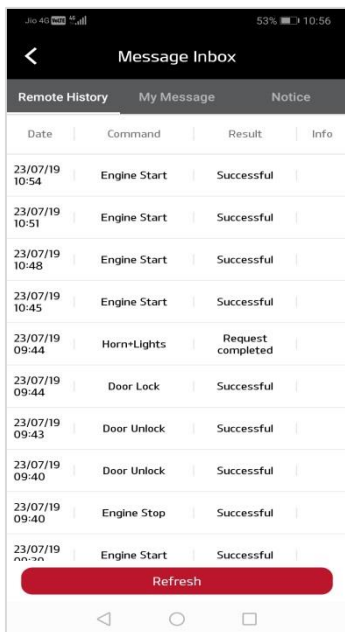 Jio 4G VoLTE 4G 53% 10:56
Message Inbox
Remote History My Message Notice
Date Command Result Info
23/07/19
10:54 Engine Start Successful
23/07/19
10:51 Engine Start Successful
23/07/19
10:48 Engine Start Successful
23/07/19
10:45 Engine Start Successful
23/07/19
09:44 Horn+Lights Request
completed
23/07/19
09:44 Door Lock Successful
23/07/19
09:43 Door Unlock Successful
23/07/19
09:40 Door Unlock Successful
23/07/19
09:40 Engine Stop Successful
23/07/19
Engine Start Successful
Refresh